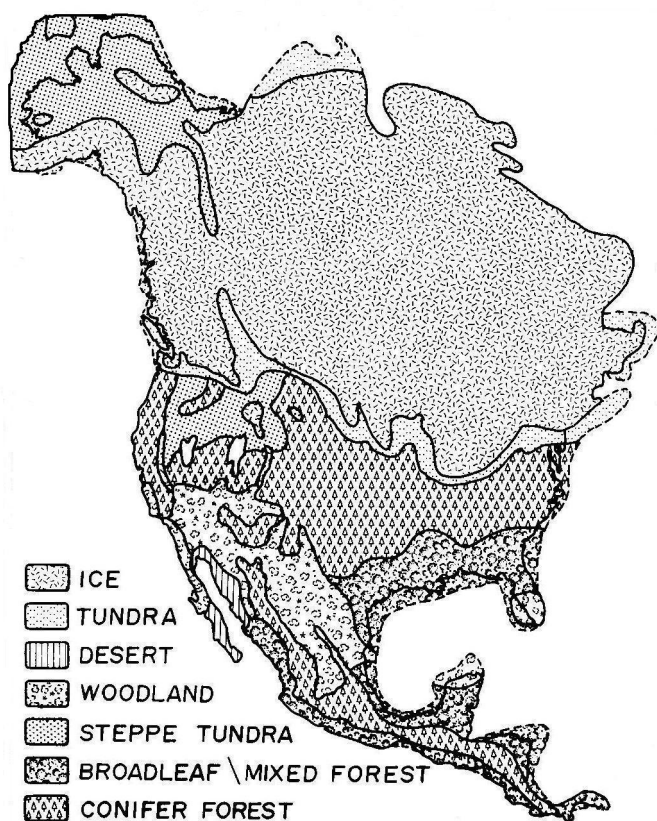 ICE
TUNDRA
DESERT
WOODLAND
STEPPE TUNDRA
BROADLEAF \ MIXED FOREST
CONIFER FOREST